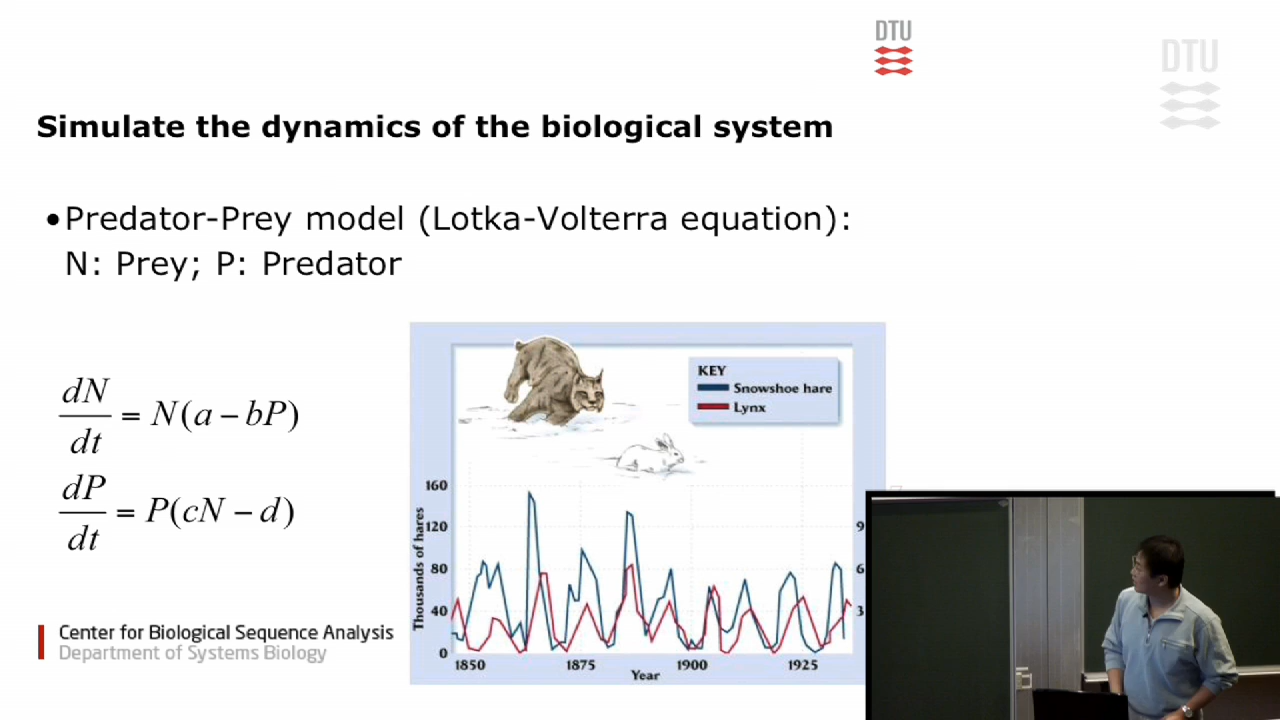 DTU
DTU
Simulate the dynamics of the biological system
•Predator-Prey model (Lotka-Volterra equation):
N: Prey; P: Predator
dN/dt = N(a − bP)
dP/dt = P(cN − d)
KEY
Snowshoe hare
Lynx
Thousands of hares
160
120
80
40
0
9
6
3
1850 1875 1900 1925
Year
Center for Biological Sequence Analysis
Department of Systems Biology